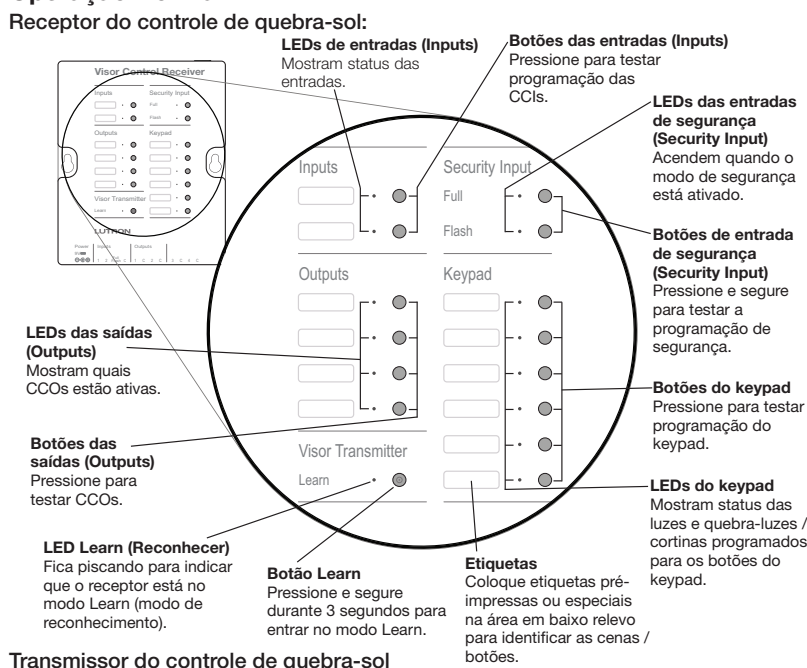 Receptor do controle de quebra-sol:
LEDs de entradas (Inputs)
Mostram status das
entradas.
Botões das entradas (Inputs)
Pressione para testar
programação das
CCIs.
LEDs das entradas
de segurança
(Security Input)
Acendem quando o
modo de segurança
está ativado.
Botões de entrada
de segurança
(Security Input)
Pressione e segure
para testar a
programação de
segurança.
Botões do keypad
Pressione para testar
programação do
keypad.
LEDs do keypad
Mostram status das
luzes e quebra-luzes /
cortinas programados
para os botões do
keypad.
Visor Control Receiver
Inputs
Security Input
Full
Flash
Outputs
Keypad
Visor Transmitter
Learn
LUTRON
Power
Inputs
Outputs
Inputs
Security Input
Full
Flash
Outputs
Keypad
Visor Transmitter
Learn
LEDs das saídas
(Outputs)
Mostram quais
CCOs estão ativas.
Botões das
saídas (Outputs)
Pressione para
testar CCOs.
LED Learn (Reconhecer)
Fica piscando para indicar
que o receptor está no
modo Learn (modo de
reconhecimento).
Botão Learn
Pressione e segure
durante 3 segundos para
entrar no modo Learn.
Etiquetas
Coloque etiquetas pré-
impressas ou especiais
na área em baixo relevo
para identificar as cenas /
botões.
Transmissor do controle de quebra-sol